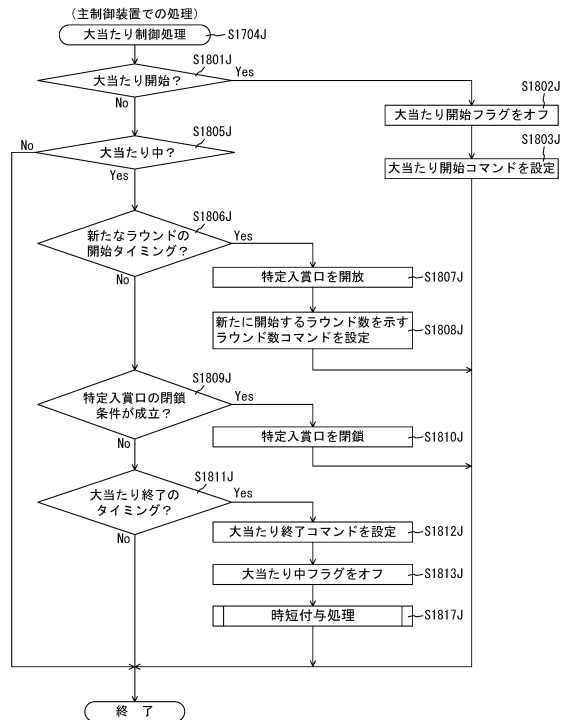 (主制御装置での処理)
大当たり制御処理
S1704J
S1801J
大当たり開始?
Yes
No
S1802J
大当たり開始フラグをオフ
S1803J
大当たり開始コマンドを設定
S1805J
大当たり中?
No
Yes
S1806J
新たなラウンドの
開始タイミング?
Yes
No
特定入賞口を開放
S1807J
新たに開始するラウンド数を示す
ラウンド数コマンドを設定
S1808J
S1809J
特定入賞口の閉鎖
条件が成立?
Yes
No
特定入賞口を閉鎖
S1810J
S1811J
大当たり終了の
タイミング?
Yes
No
大当たり終了コマンドを設定
S1812J
大当たり中フラグをオフ
S1813J
時短付与処理
S1817J
終 了